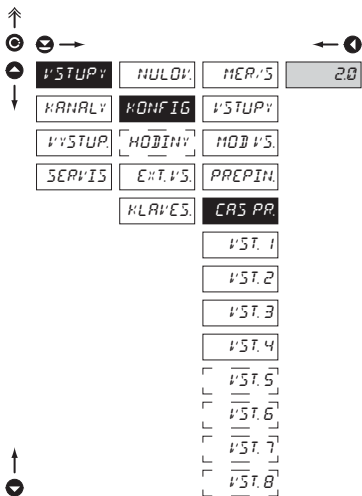 VSTUPY NULOV. MER/S 2.0
KANALY KONFIG VSTUPY
VYSTUP. HODINY MOD VS.
SERVIS EXT. VS. PREPIN.
KLAVES. CAS PR.
VST. 1
VST. 2
VST. 3
VST. 4
VST. 5
VST. 6
VST. 7
VST. 8